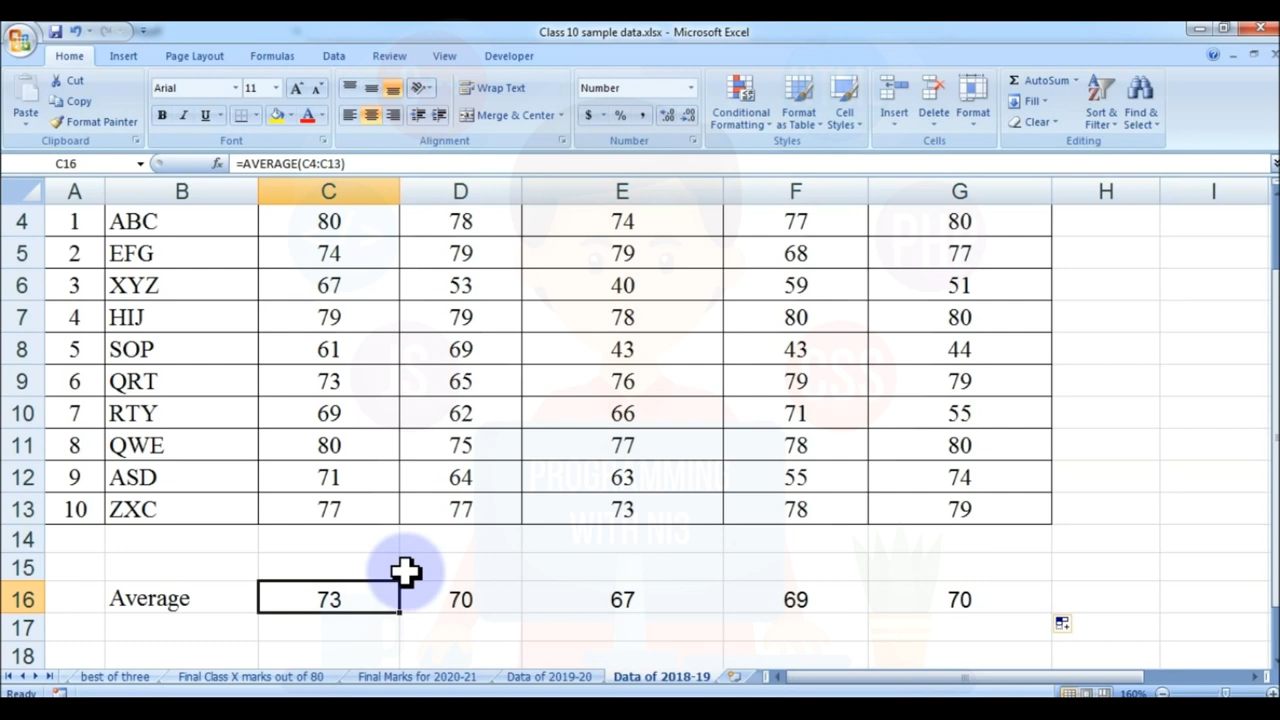 Class 10 sample data.xlsx - Microsoft Excel
Home Insert Page Layout Formulas Data Review View Developer
Paste
Cut
Copy
Format Painter
Clipboard
Arial 11 A A
B I U A
Font
Wrap Text
Merge & Center
Alignment
Number
$ % ,
Number
Conditional Formatting
Format as Table
Cell Styles
Styles
Insert Delete Format
Cells
Σ AutoSum
Fill
Clear
Sort & Filter
Find & Select
Editing
C16 fx =AVERAGE(C4:C13)
A B C D E F G H I
4 1 ABC 80 78 74 77 80
5 2 EFG 74 79 79 68 77
6 3 XYZ 67 53 40 59 51
7 4 HIJ 79 79 78 80 80
8 5 SOP 61 69 43 43 44
9 6 QRT 73 65 76 79 79
10 7 RTY 69 62 66 71 55
11 8 QWE 80 75 77 78 80
12 9 ASD 71 64 63 55 74
13 10 ZXC 77 77 73 78 79
14
15
16 Average 73 70 67 69 70
17
18
PH
JS
CSS
PROGRAMMING
WITH NIS
best of three Final Class X marks out of 80 Final Marks for 2020-21 Data of 2019-20 Data of 2018-19
Ready 160%